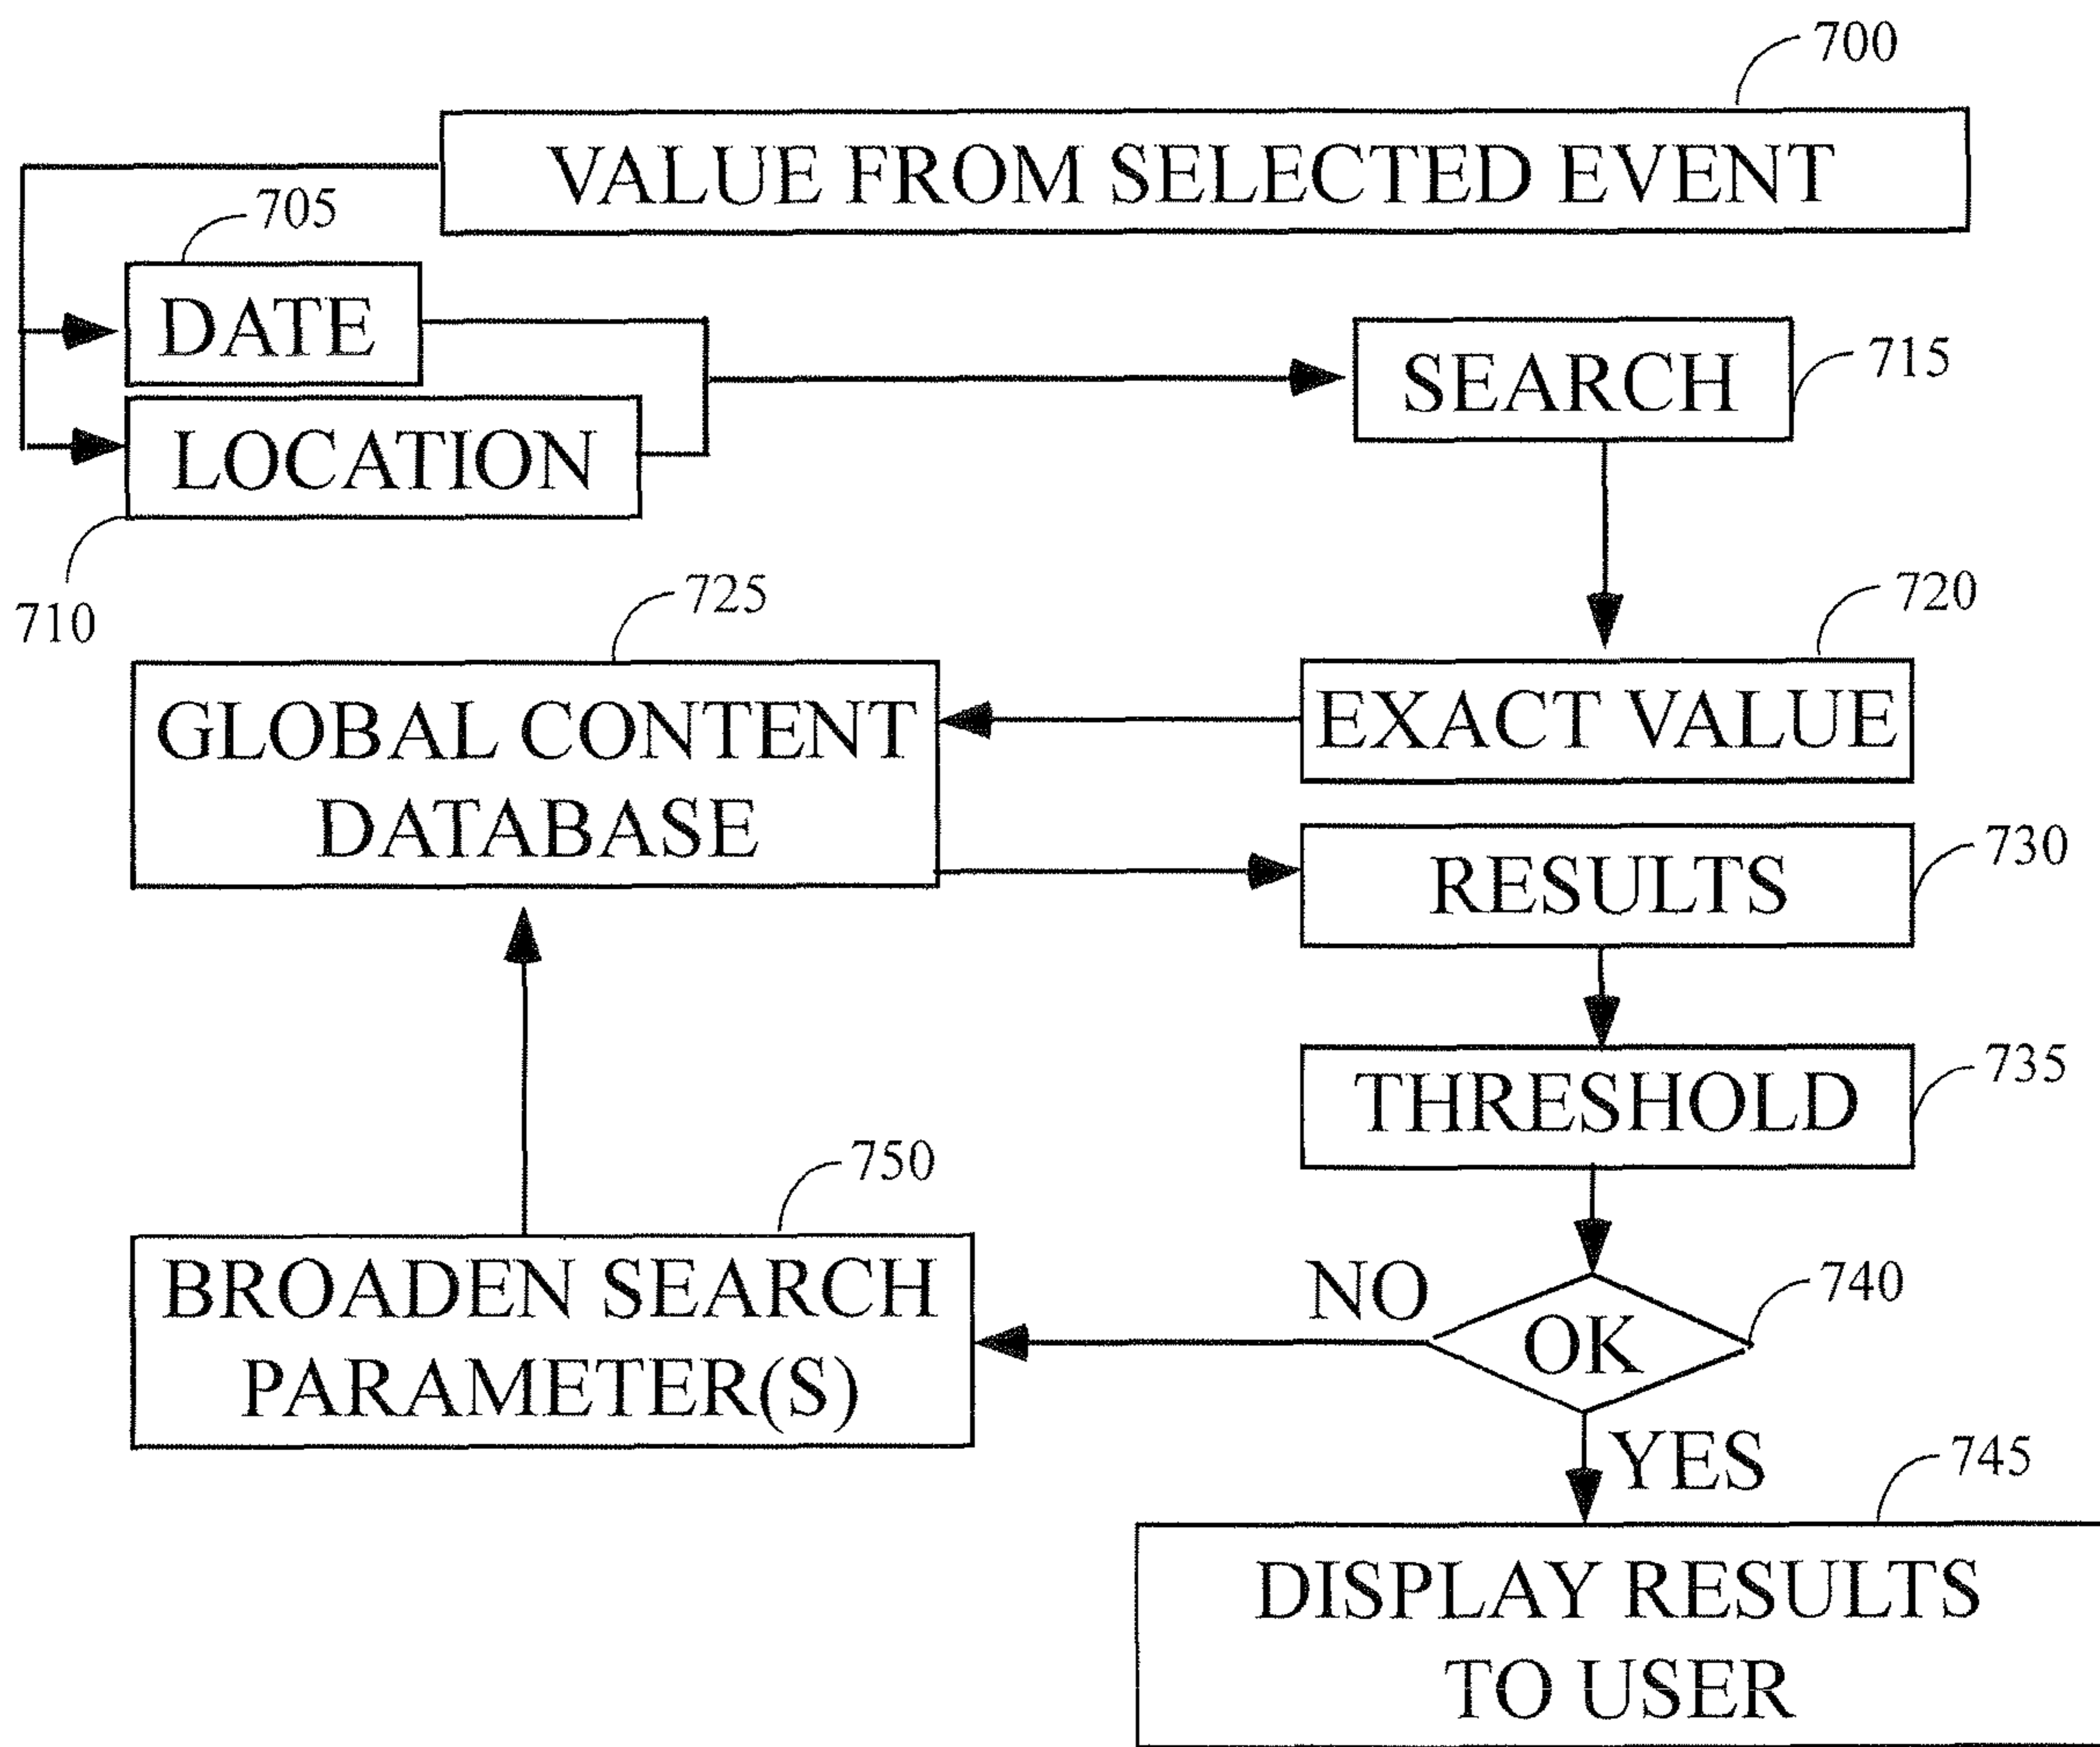 700
VALUE FROM SELECTED EVENT
705
DATE
SEARCH
715
LOCATION
710
725
720
GLOBAL CONTENT
DATABASE
EXACT VALUE
RESULTS
730
THRESHOLD
735
750
BROADEN SEARCH
PARAMETER(S)
NO
OK
740
YES
745
DISPLAY RESULTS
TO USER